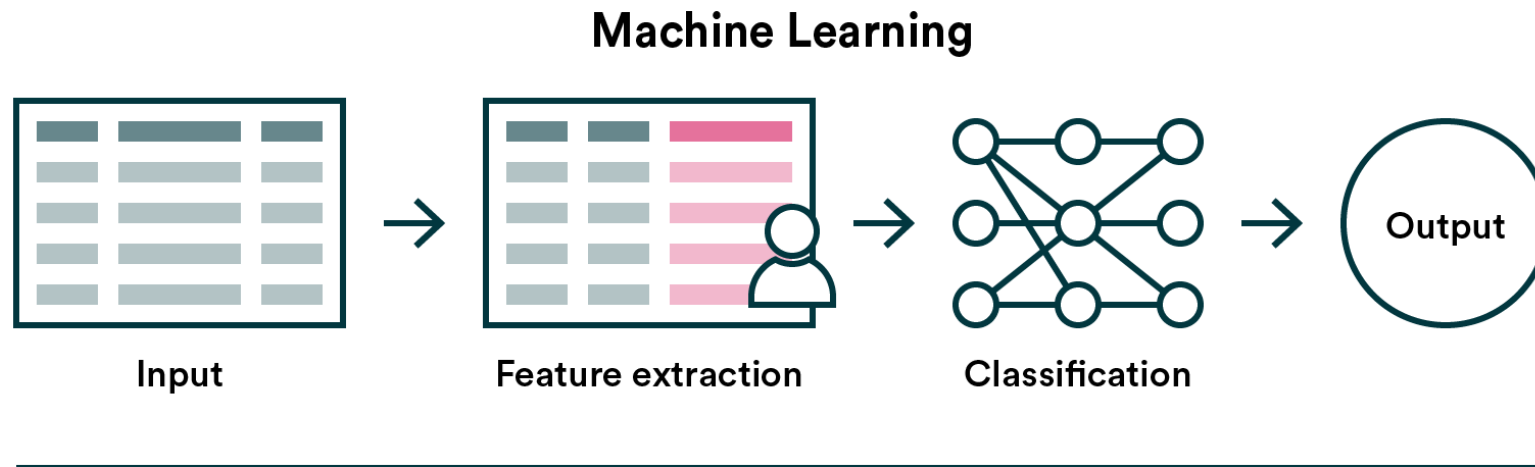 Machine Learning
Output
Input
Feature extraction
Classification